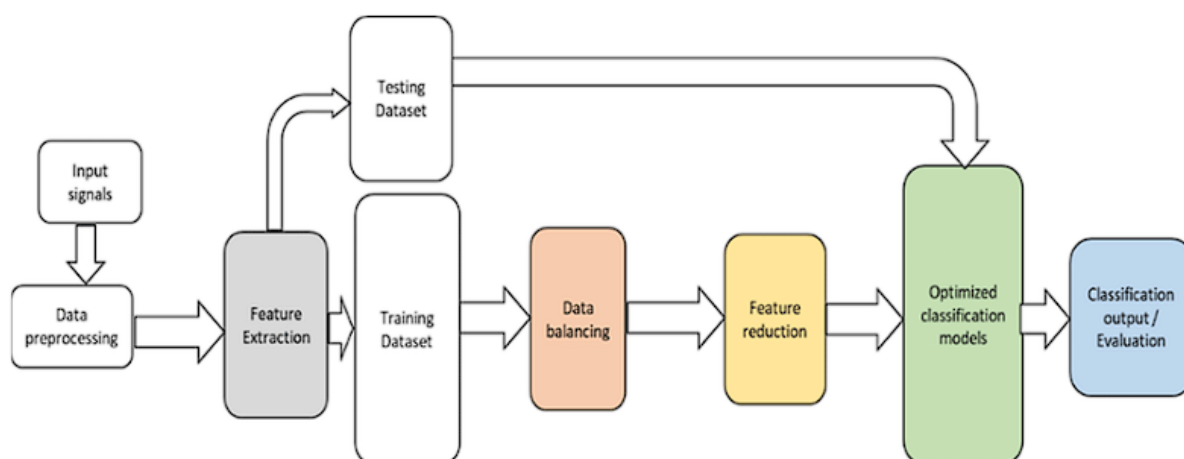 Testing
Dataset
Input
signals
Data
preprocessing
Feature
Extraction
Training
Dataset
Data
balancing
Feature
reduction
Optimized
classification
models
Classification
output /
Evaluation